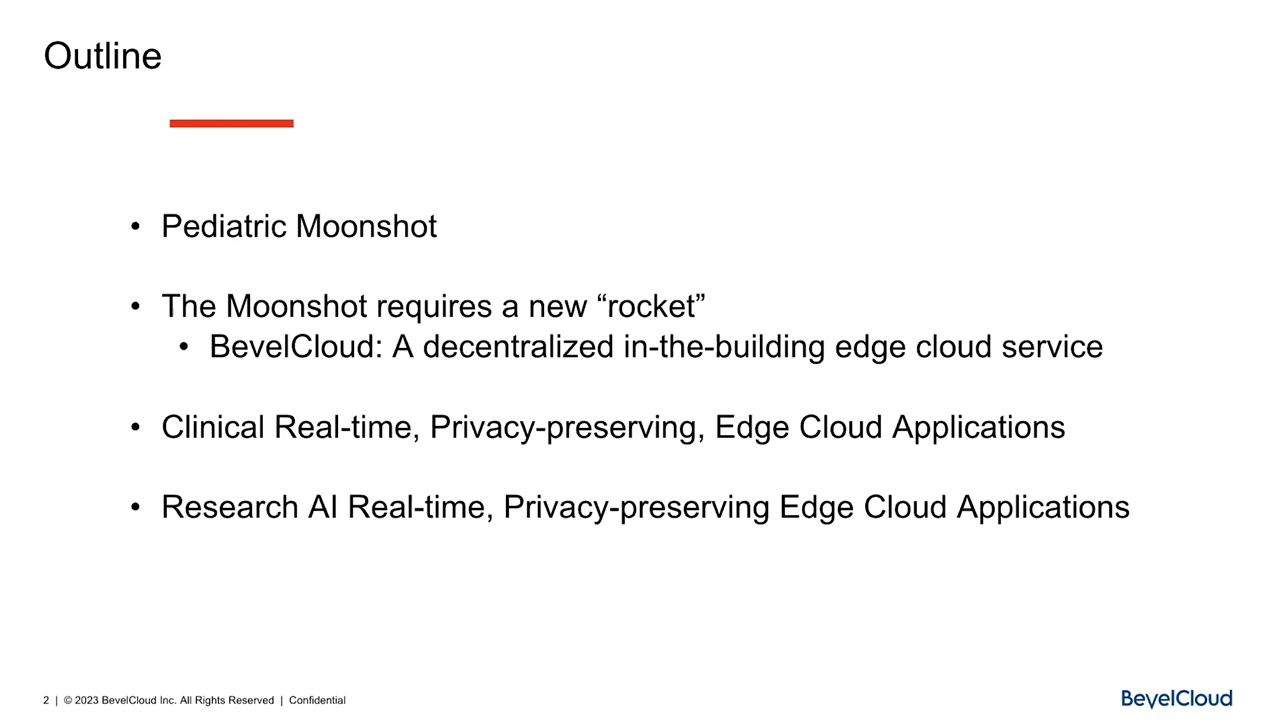 Outline
• Pediatric Moonshot
• The Moonshot requires a new “rocket”
• BevelCloud: A decentralized in-the-building edge cloud service
• Clinical Real-time, Privacy-preserving, Edge Cloud Applications
• Research AI Real-time, Privacy-preserving Edge Cloud Applications
2 | © 2023 BevelCloud Inc. All Rights Reserved | Confidential
BevelCloud